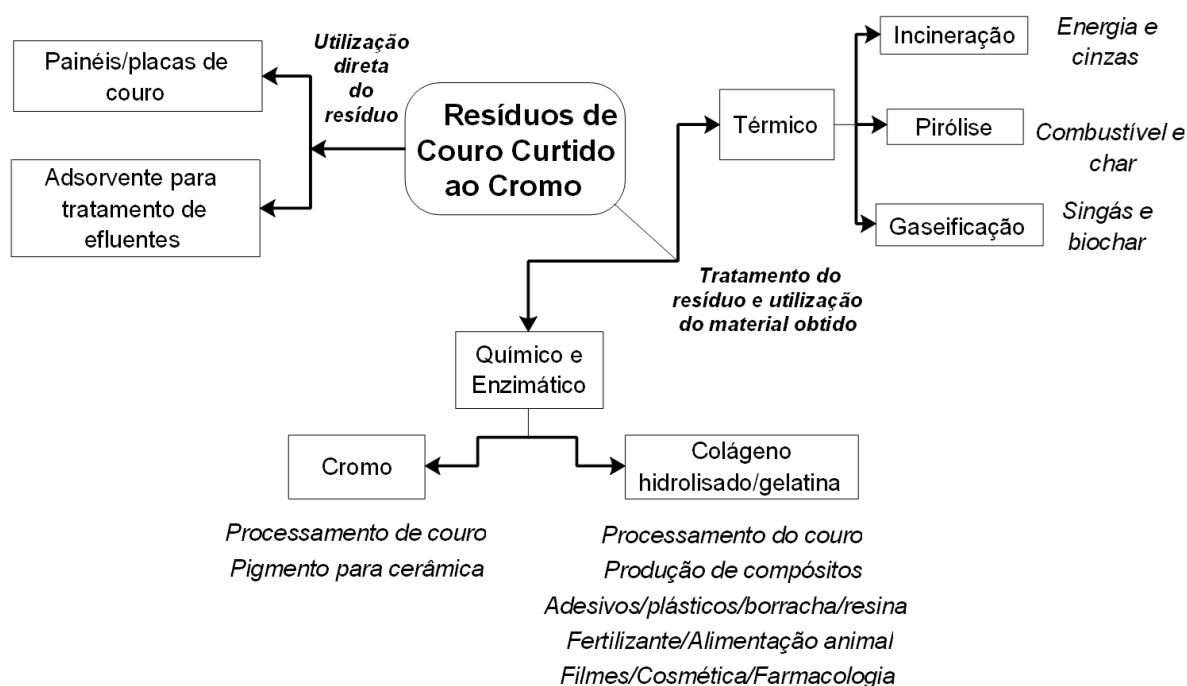 Painéis/placas de
couro
Adsorvente para
tratamento de
efluentes
Utilização
direta
do
resíduo
Resíduos de
Couro Curtido
ao Cromo
Térmico
Incineração
Energia e
cinzas
Pirólise
Combustível e
char
Gaseificação
Singás e
biochar
Tratamento do
resíduo e utilização
do material obtido
Químico e
Enzimático
Cromo
Processamento de couro
Pigmento para cerâmica
Colágeno
hidrolisado/gelatina
Processamento do couro
Produção de compósitos
Adesivos/plásticos/borracha/resina
Fertilizante/Alimentação animal
Filmes/Cosmética/Farmacologia